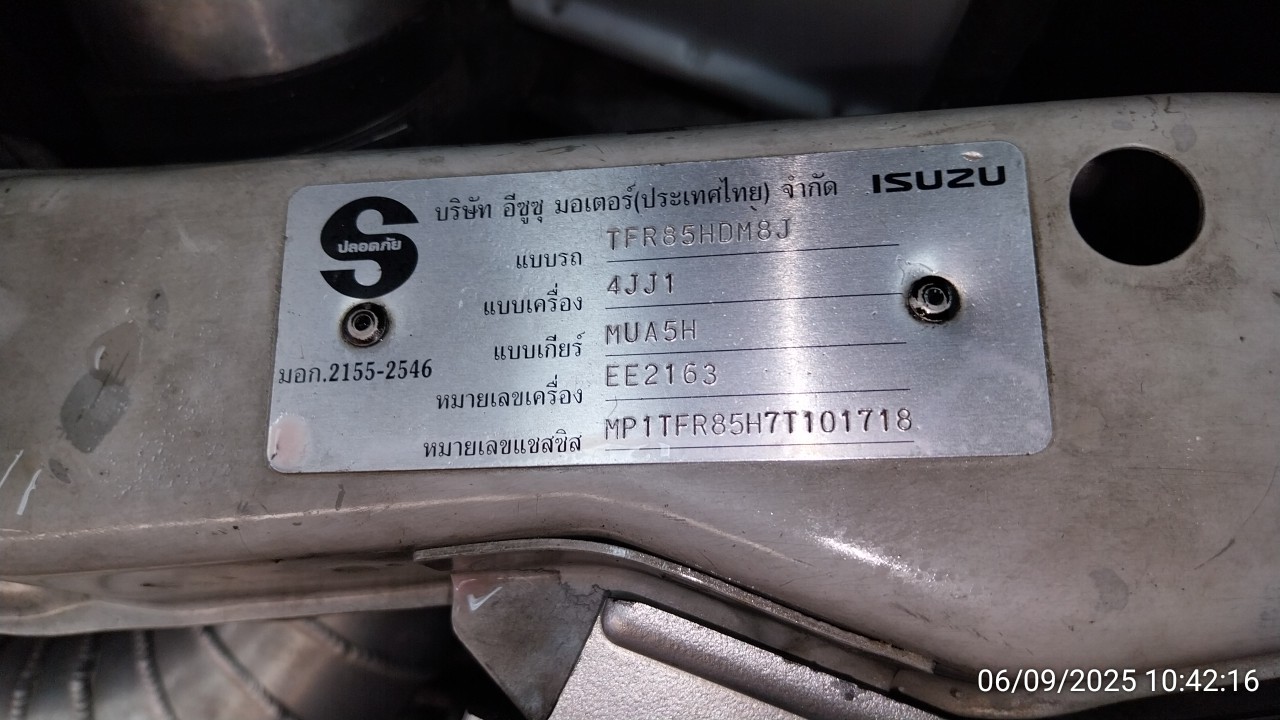 บริษัท อีซูซุ มอเตอร์(ประเทศไทย) จำกัด ISUZU
ปลอดภัย
แบบรถ TFR85HDM8J
แบบเครื่อง 4JJ1
แบบเกียร์ MUA5H
มอก.2155-2546
หมายเลขเครื่อง EE2163
หมายเลขแชสซิส MP1TFR85H7T101718
06/09/2025 10:42:16